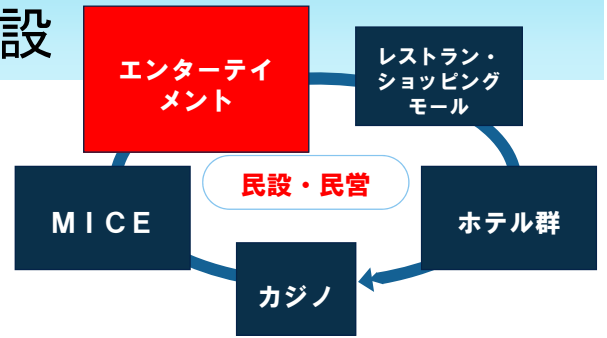 設
エンターテイ
メント
レストラン・
ショッピング
モール
民設・民営
ＭＩＣＥ
ホテル群
カジノ